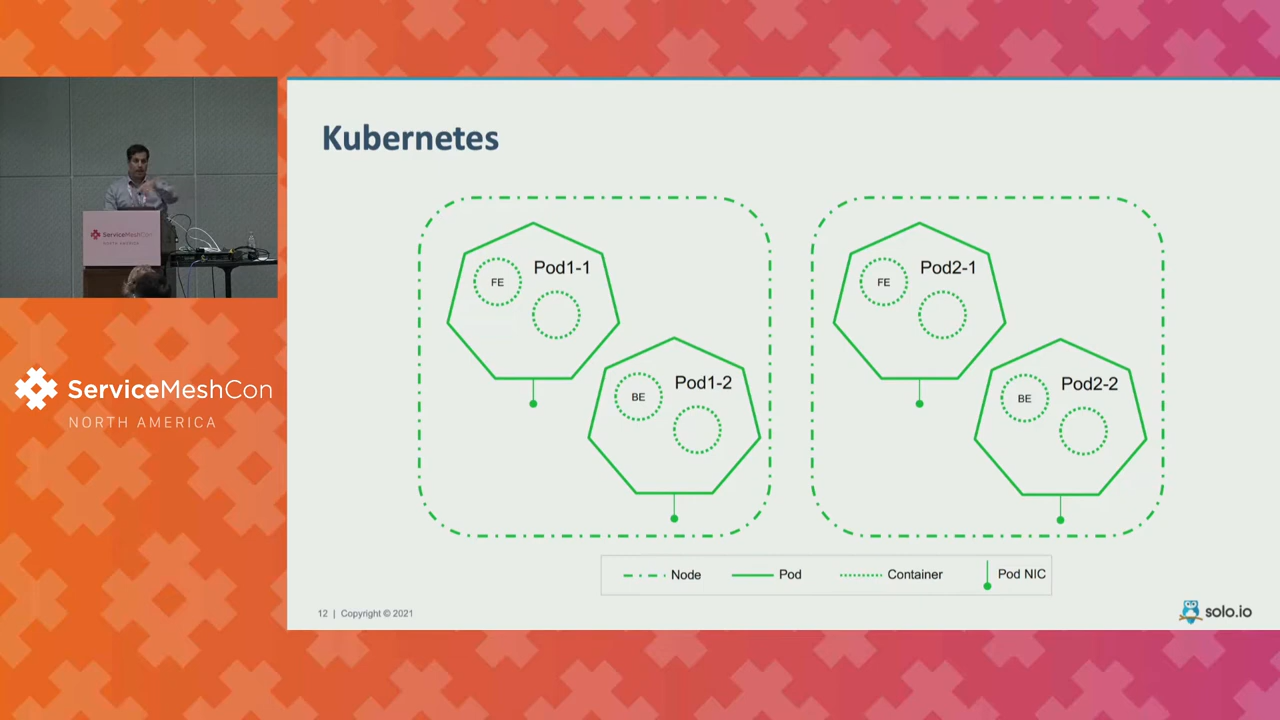 Kubernetes
Pod1-1
FE
Pod1-2
BE
Pod2-1
FE
Pod2-2
BE
Node
Pod
Container
Pod NIC
12 | Copyright © 2021
solo.io
ServiceMeshCon
ServiceMeshCon
NORTH AMERICA